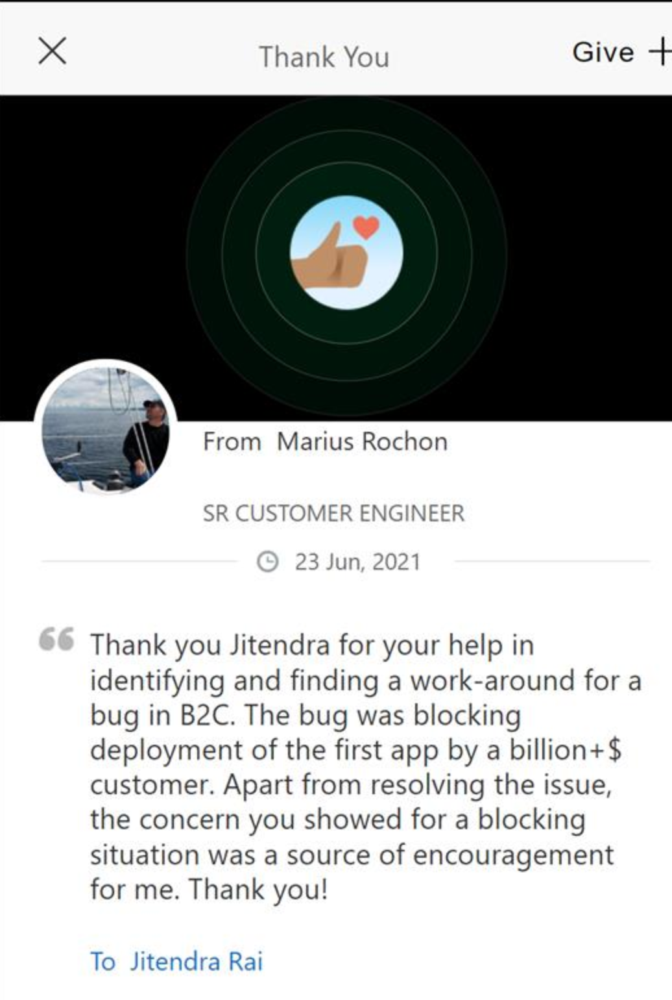 Thank You
Give +
From Marius Rochon
SR CUSTOMER ENGINEER
23 Jun, 2021
“ Thank you Jitendra for your help in
identifying and finding a work-around for a
bug in B2C. The bug was blocking
deployment of the first app by a billion+$
customer. Apart from resolving the issue,
the concern you showed for a blocking
situation was a source of encouragement
for me. Thank you!
To Jitendra Rai